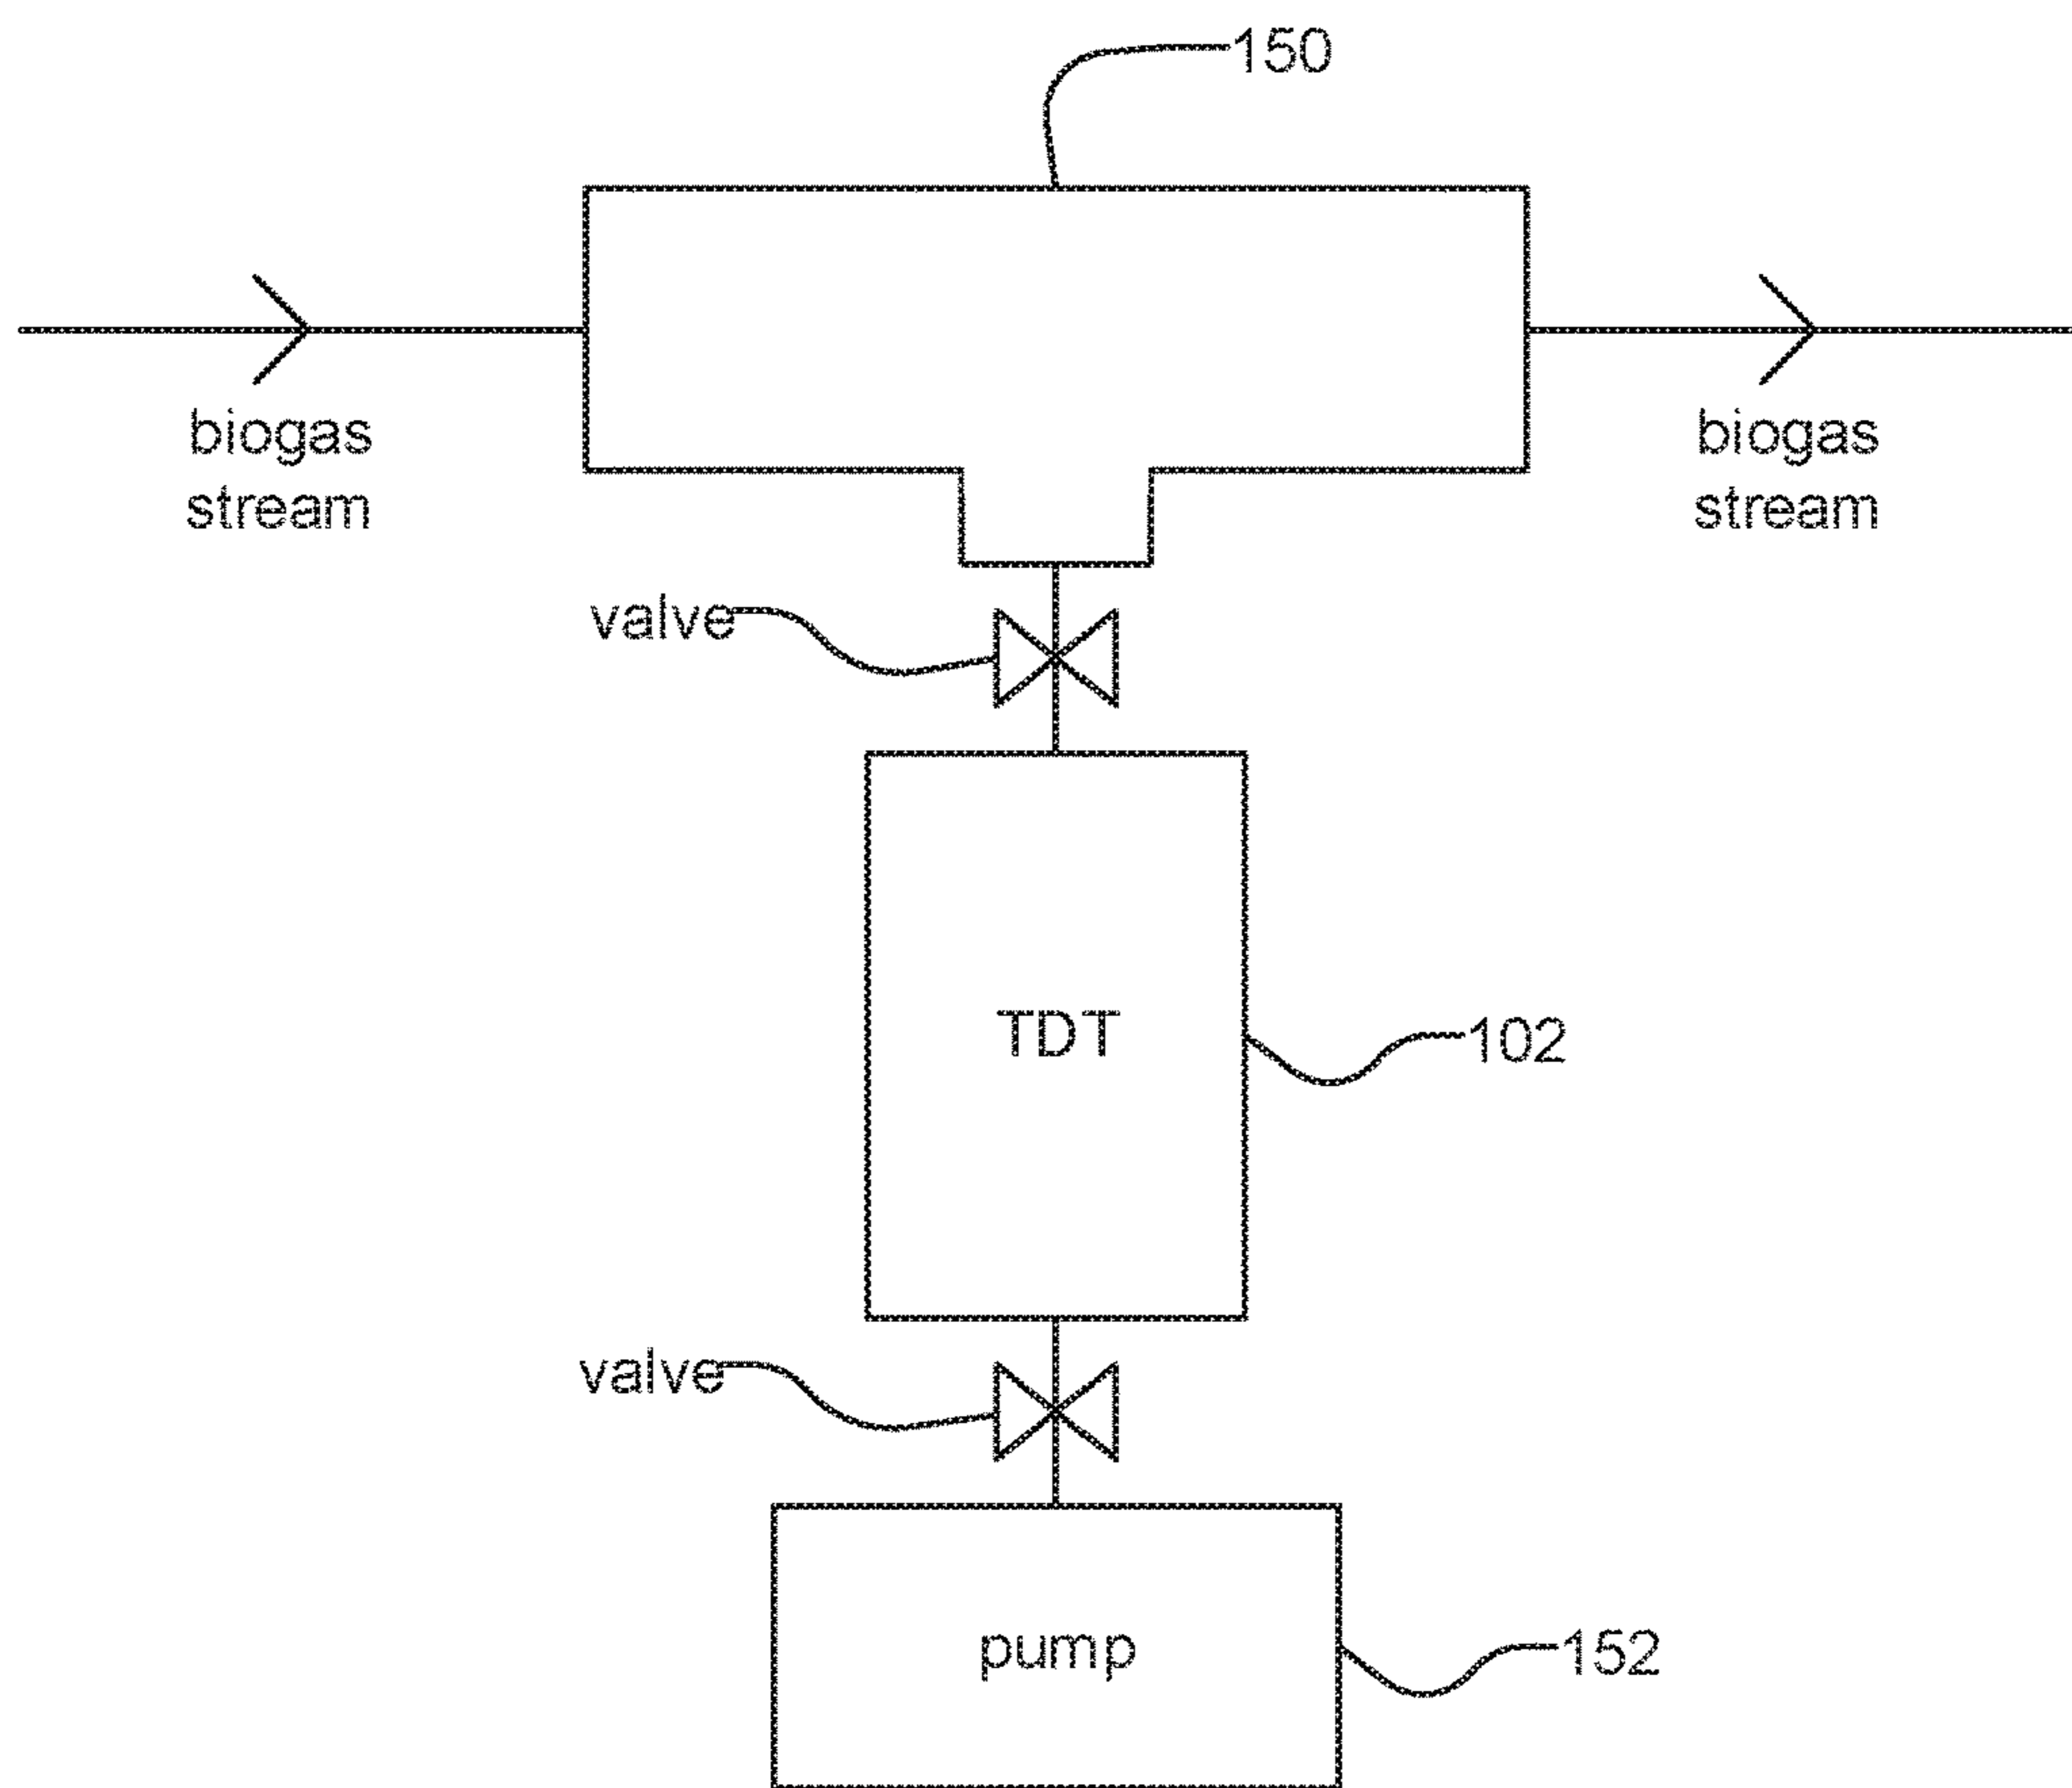 150
biogas
stream
biogas
stream
valve
TDT
102
valve
pump
152